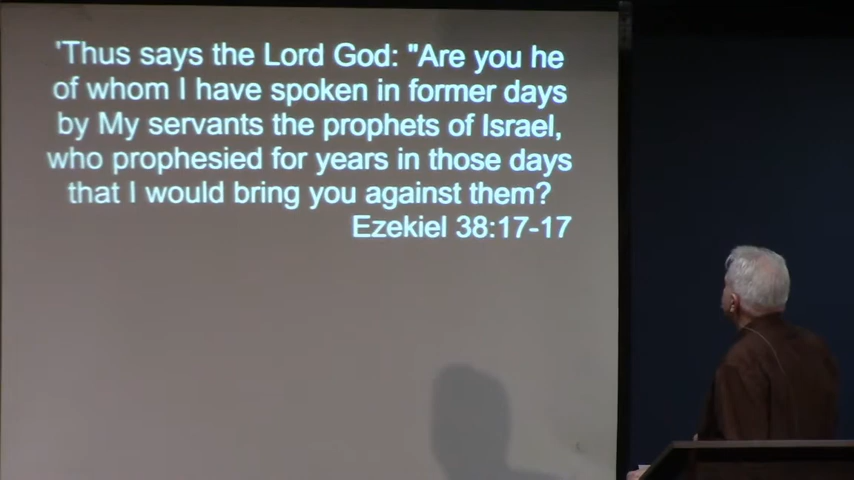 'Thus says the Lord God: "Are you he
of whom I have spoken in former days
by My servants the prophets of Israel,
who prophesied for years in those days
that I would bring you against them?
Ezekiel 38:17-17